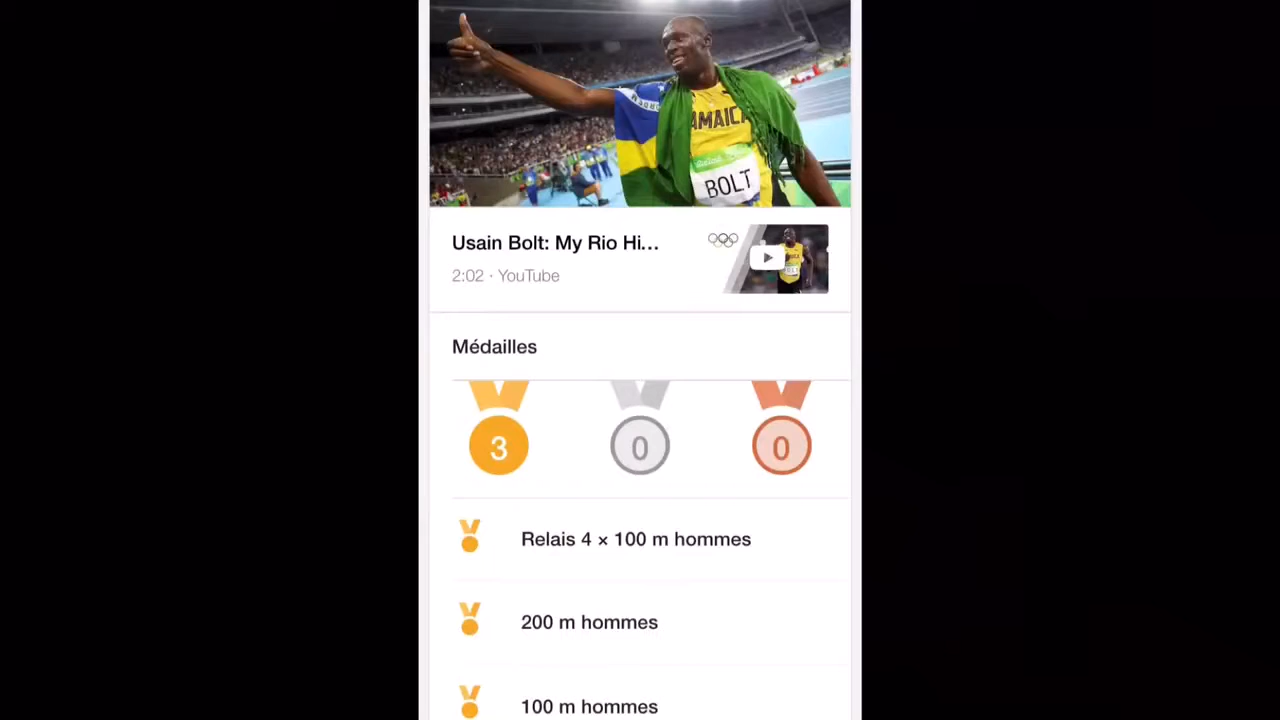 ORDEM
JAMAICA
BOLT
Usain Bolt: My Rio Hi...
2:02 · YouTube
Médailles
3
0
0
Relais 4 × 100 m hommes
200 m hommes
100 m hommes